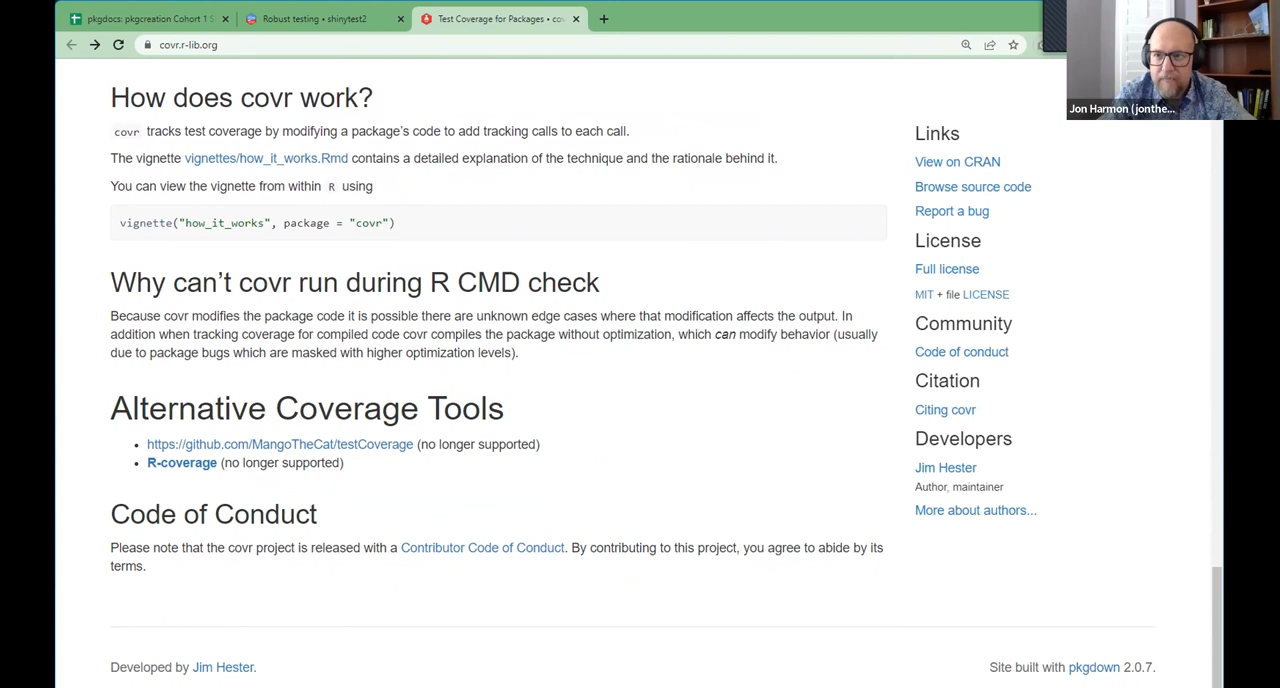 pkgdocs: pkgcreation Cohort 1 S
Robust testing • shinytest2
Test Coverage for Packages • cov
covr.r-lib.org
Jon Harmon (jonthe...
How does covr work?
covr tracks test coverage by modifying a package's code to add tracking calls to each call.
The vignette vignettes/how_it_works.Rmd contains a detailed explanation of the technique and the rationale behind it.
You can view the vignette from within R using
vignette("how_it_works", package = "covr")
Why can't covr run during R CMD check
Because covr modifies the package code it is possible there are unknown edge cases where that modification affects the output. In
addition when tracking coverage for compiled code covr compiles the package without optimization, which can modify behavior (usually
due to package bugs which are masked with higher optimization levels).
Alternative Coverage Tools
• https://github.com/MangoTheCat/testCoverage (no longer supported)
• R-coverage (no longer supported)
Code of Conduct
Please note that the covr project is released with a Contributor Code of Conduct. By contributing to this project, you agree to abide by its
terms.
Links
View on CRAN
Browse source code
Report a bug
License
Full license
MIT + file LICENSE
Community
Code of conduct
Citation
Citing covr
Developers
Jim Hester
Author, maintainer
More about authors...
Developed by Jim Hester.
Site built with pkgdown 2.0.7.